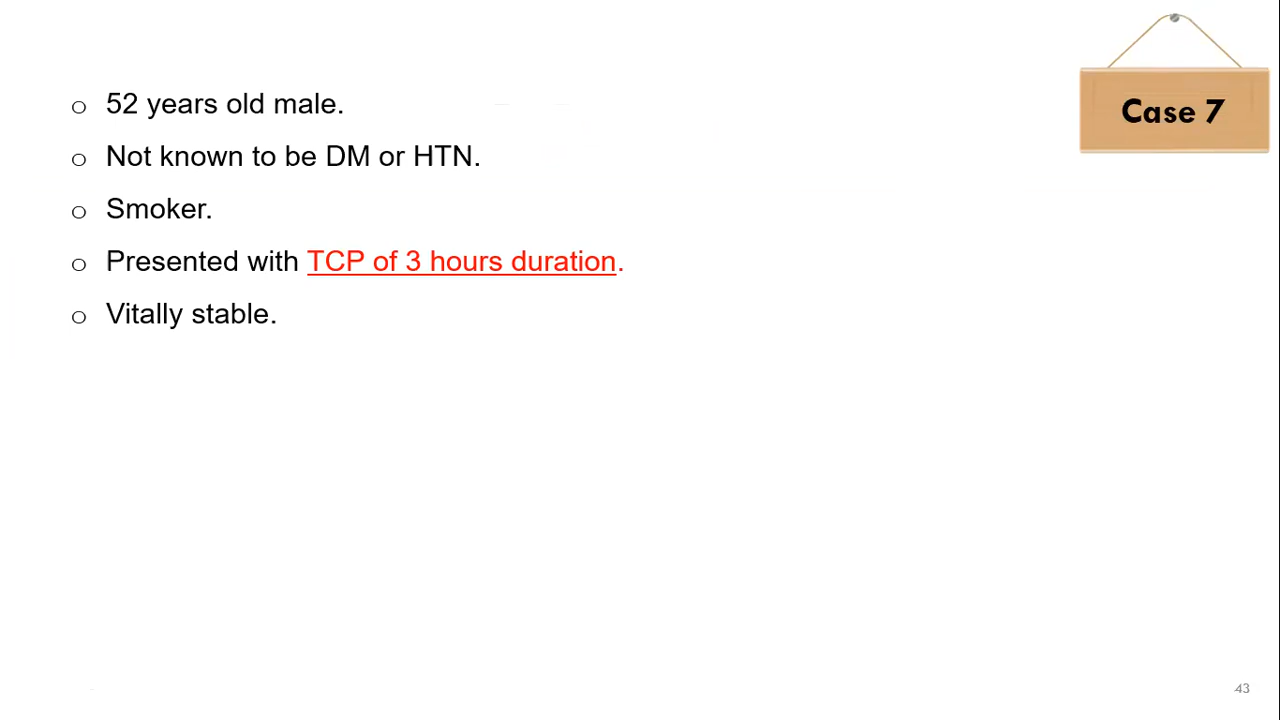 Case 7
o 52 years old male.
o Not known to be DM or HTN.
o Smoker.
o Presented with TCP of 3 hours duration.
o Vitally stable.
43